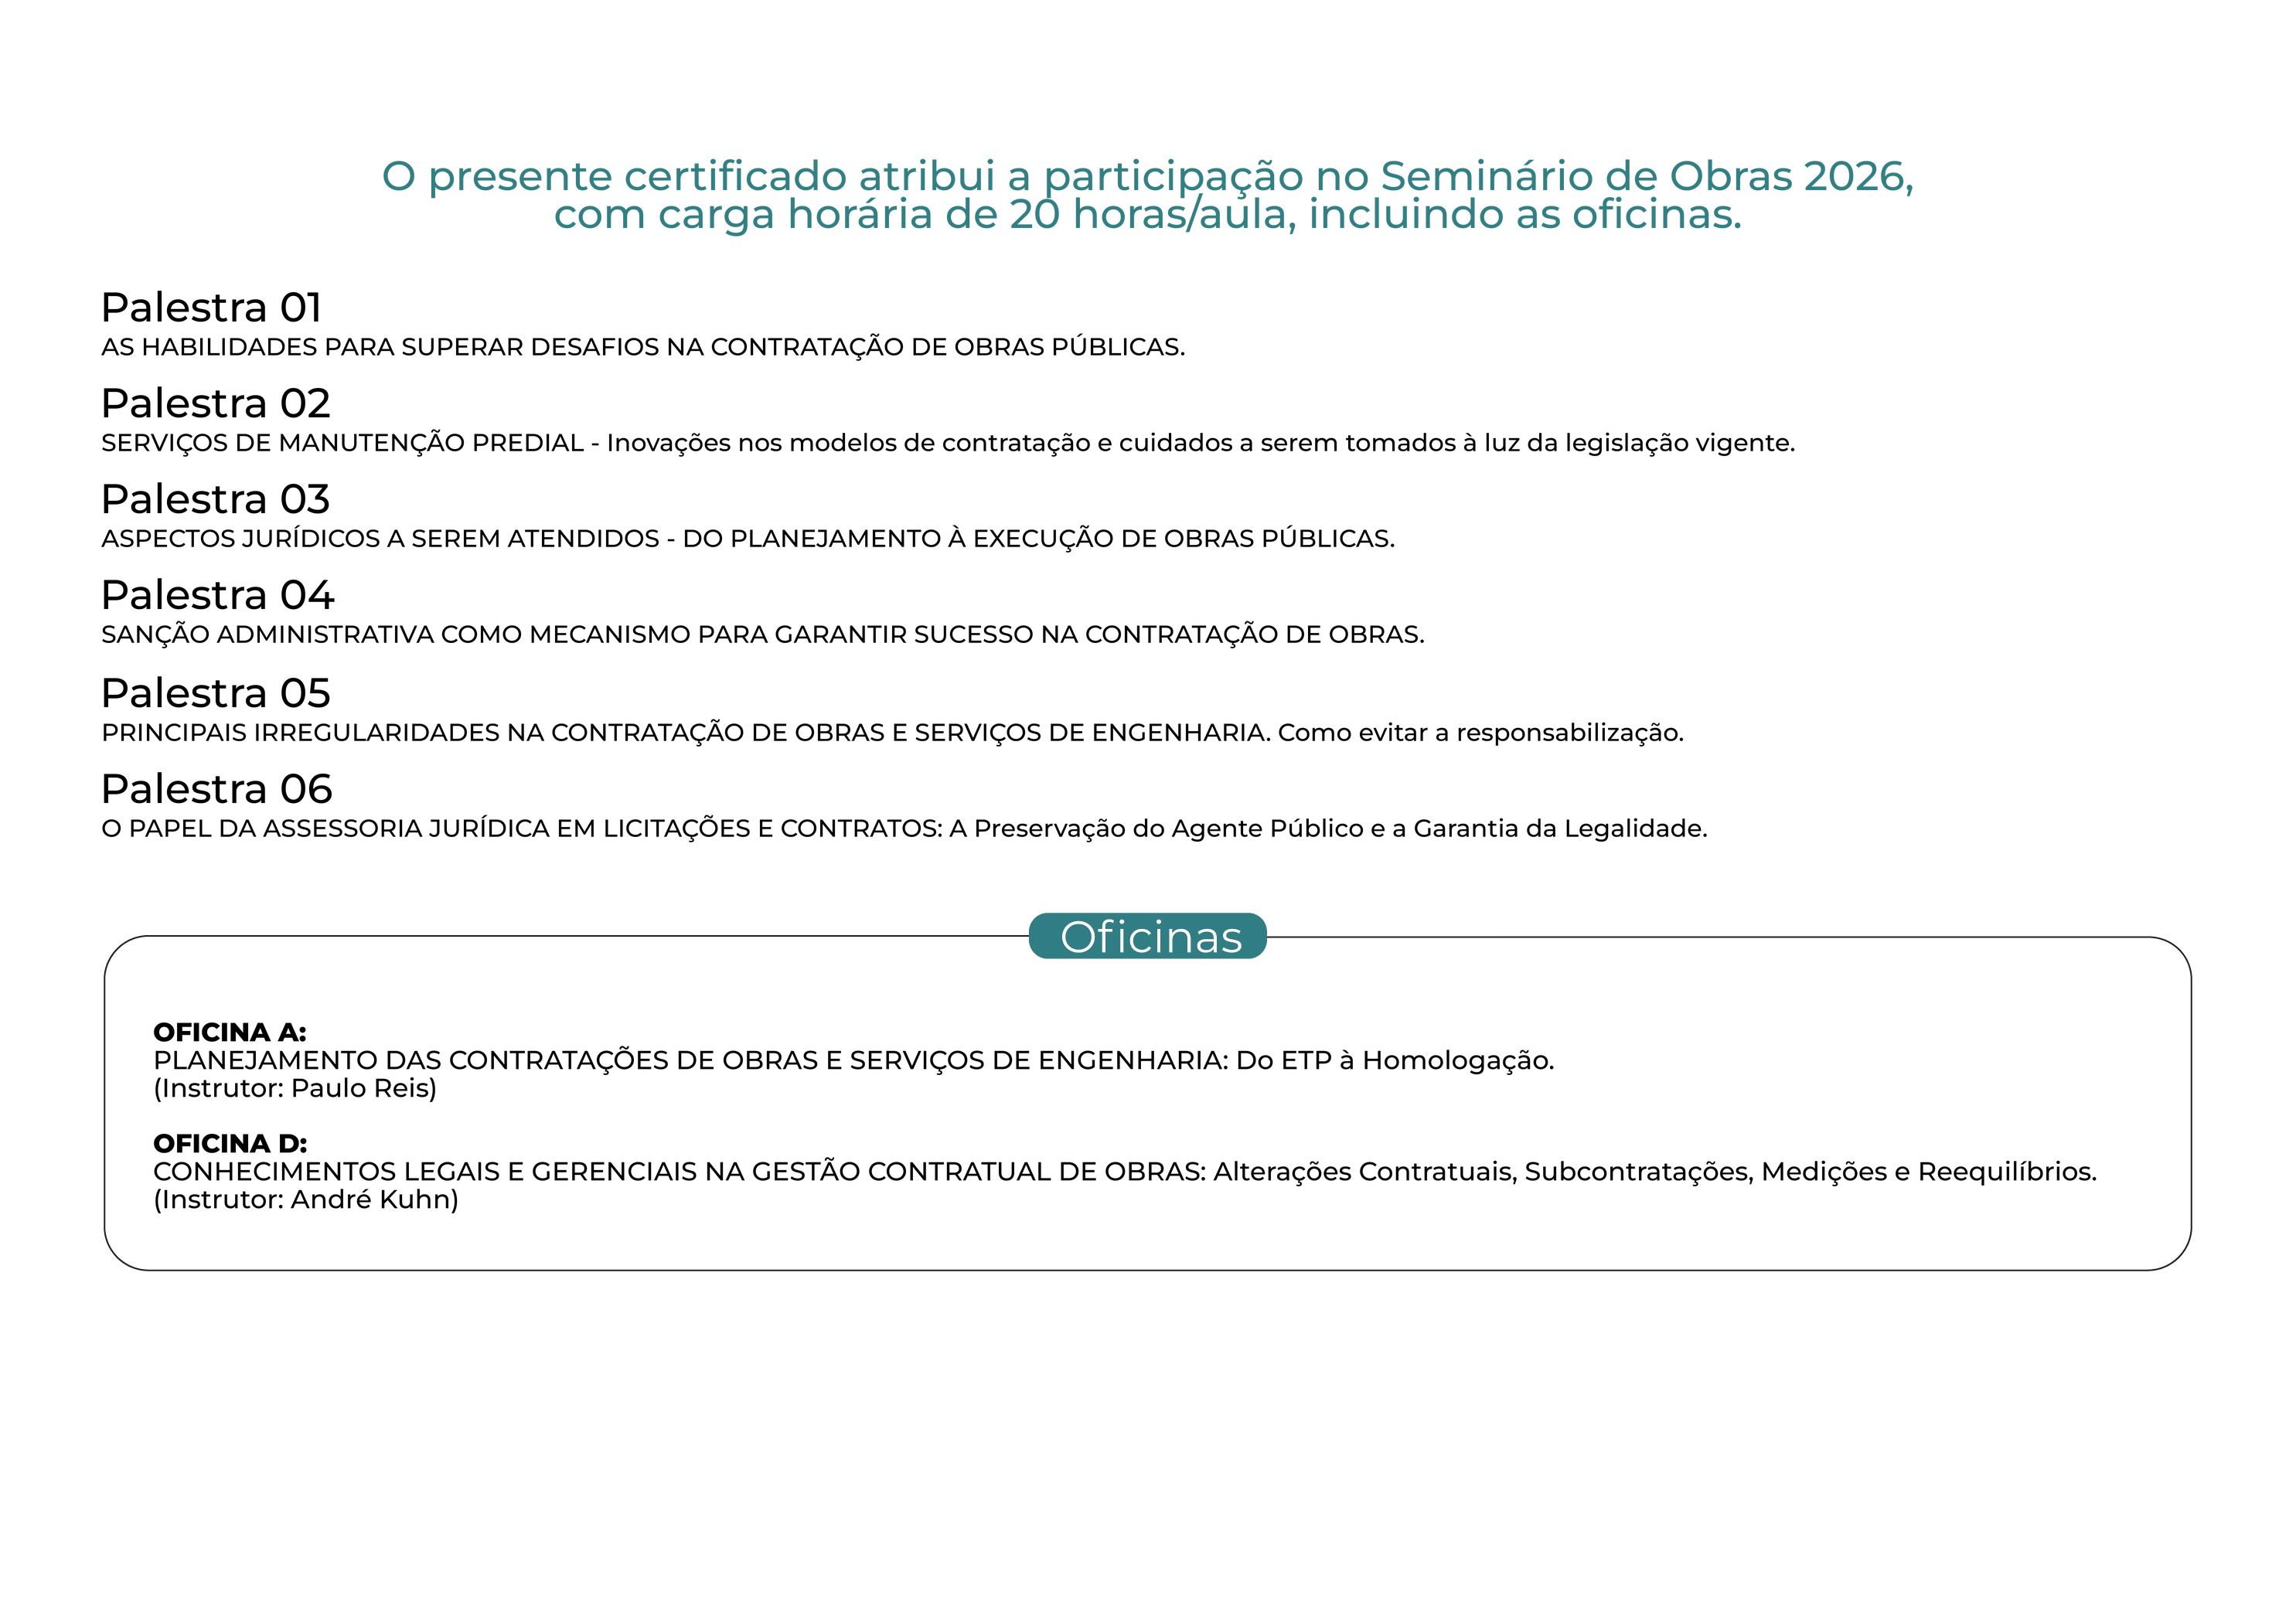 O presente certificado atribui a participação no Seminário de Obras 2026,
com carga horária de 20 horas/aula, incluindo as oficinas.
Palestra 01
AS HABILIDADES PARA SUPERAR DESAFIOS NA CONTRATAÇÃO DE OBRAS PÚBLICAS.
Palestra 02
SERVIÇOS DE MANUTENÇÃO PREDIAL - Inovações nos modelos de contratação e cuidados a serem tomados à luz da legislação vigente.
Palestra 03
ASPECTOS JURÍDICOS A SEREM ATENDIDOS - DO PLANEJAMENTO À EXECUÇÃO DE OBRAS PÚBLICAS.
Palestra 04
SANÇÃO ADMINISTRATIVA COMO MECANISMO PARA GARANTIR SUCESSO NA CONTRATAÇÃO DE OBRAS.
Palestra 05
PRINCIPAIS IRREGULARIDADES NA CONTRATAÇÃO DE OBRAS E SERVIÇOS DE ENGENHARIA. Como evitar a responsabilização.
Palestra 06
O PAPEL DA ASSESSORIA JURÍDICA EM LICITAÇÕES E CONTRATOS: A Preservação do Agente Público e a Garantia da Legalidade.
Oficinas
OFICINA A:
PLANEJAMENTO DAS CONTRATAÇÕES DE OBRAS E SERVIÇOS DE ENGENHARIA: Do ETP à Homologação.
(Instrutor: Paulo Reis)
OFICINA D:
CONHECIMENTOS LEGAIS E GERENCIAIS NA GESTÃO CONTRATUAL DE OBRAS: Alterações Contratuais, Subcontratações, Medições e Reequilíbrios.
(Instrutor: André Kuhn)